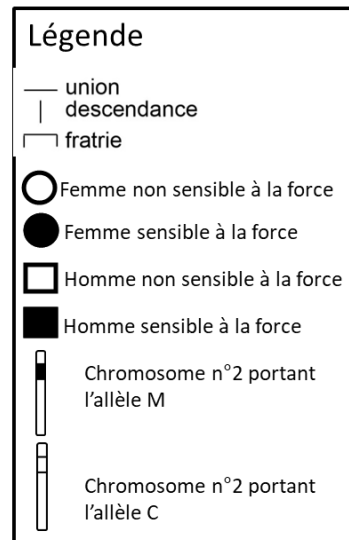 Légende
union
descendance
fratrie
Femme non sensible à la force
Femme sensible à la force
Homme non sensible à la force
Homme sensible à la force
Chromosome n°2 portant
l'allèle M
Chromosome n°2 portant
l'allèle C